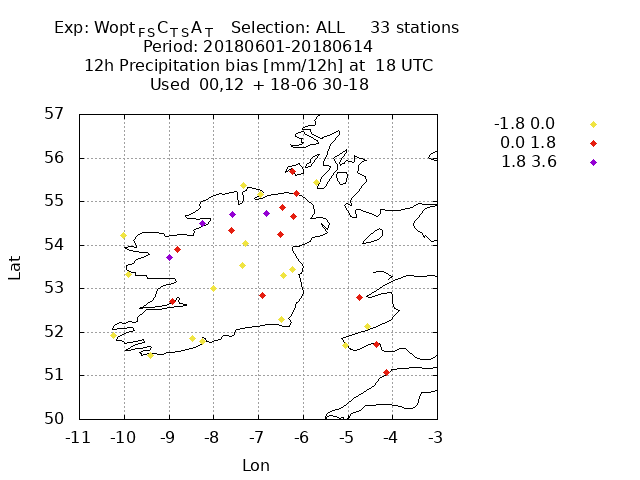 Exp: Wopt FS C T S A T   Selection: ALL     33 stations
Period: 20180601-20180614
12h Precipitation bias [mm/12h] at  18 UTC
Used  00,12  + 18-06 30-18
-1.8 0.0
0.0 1.8
1.8 3.6
57
56
55
54
53
52
51
50
Lat
-11 -10 -9 -8 -7 -6 -5 -4 -3
Lon